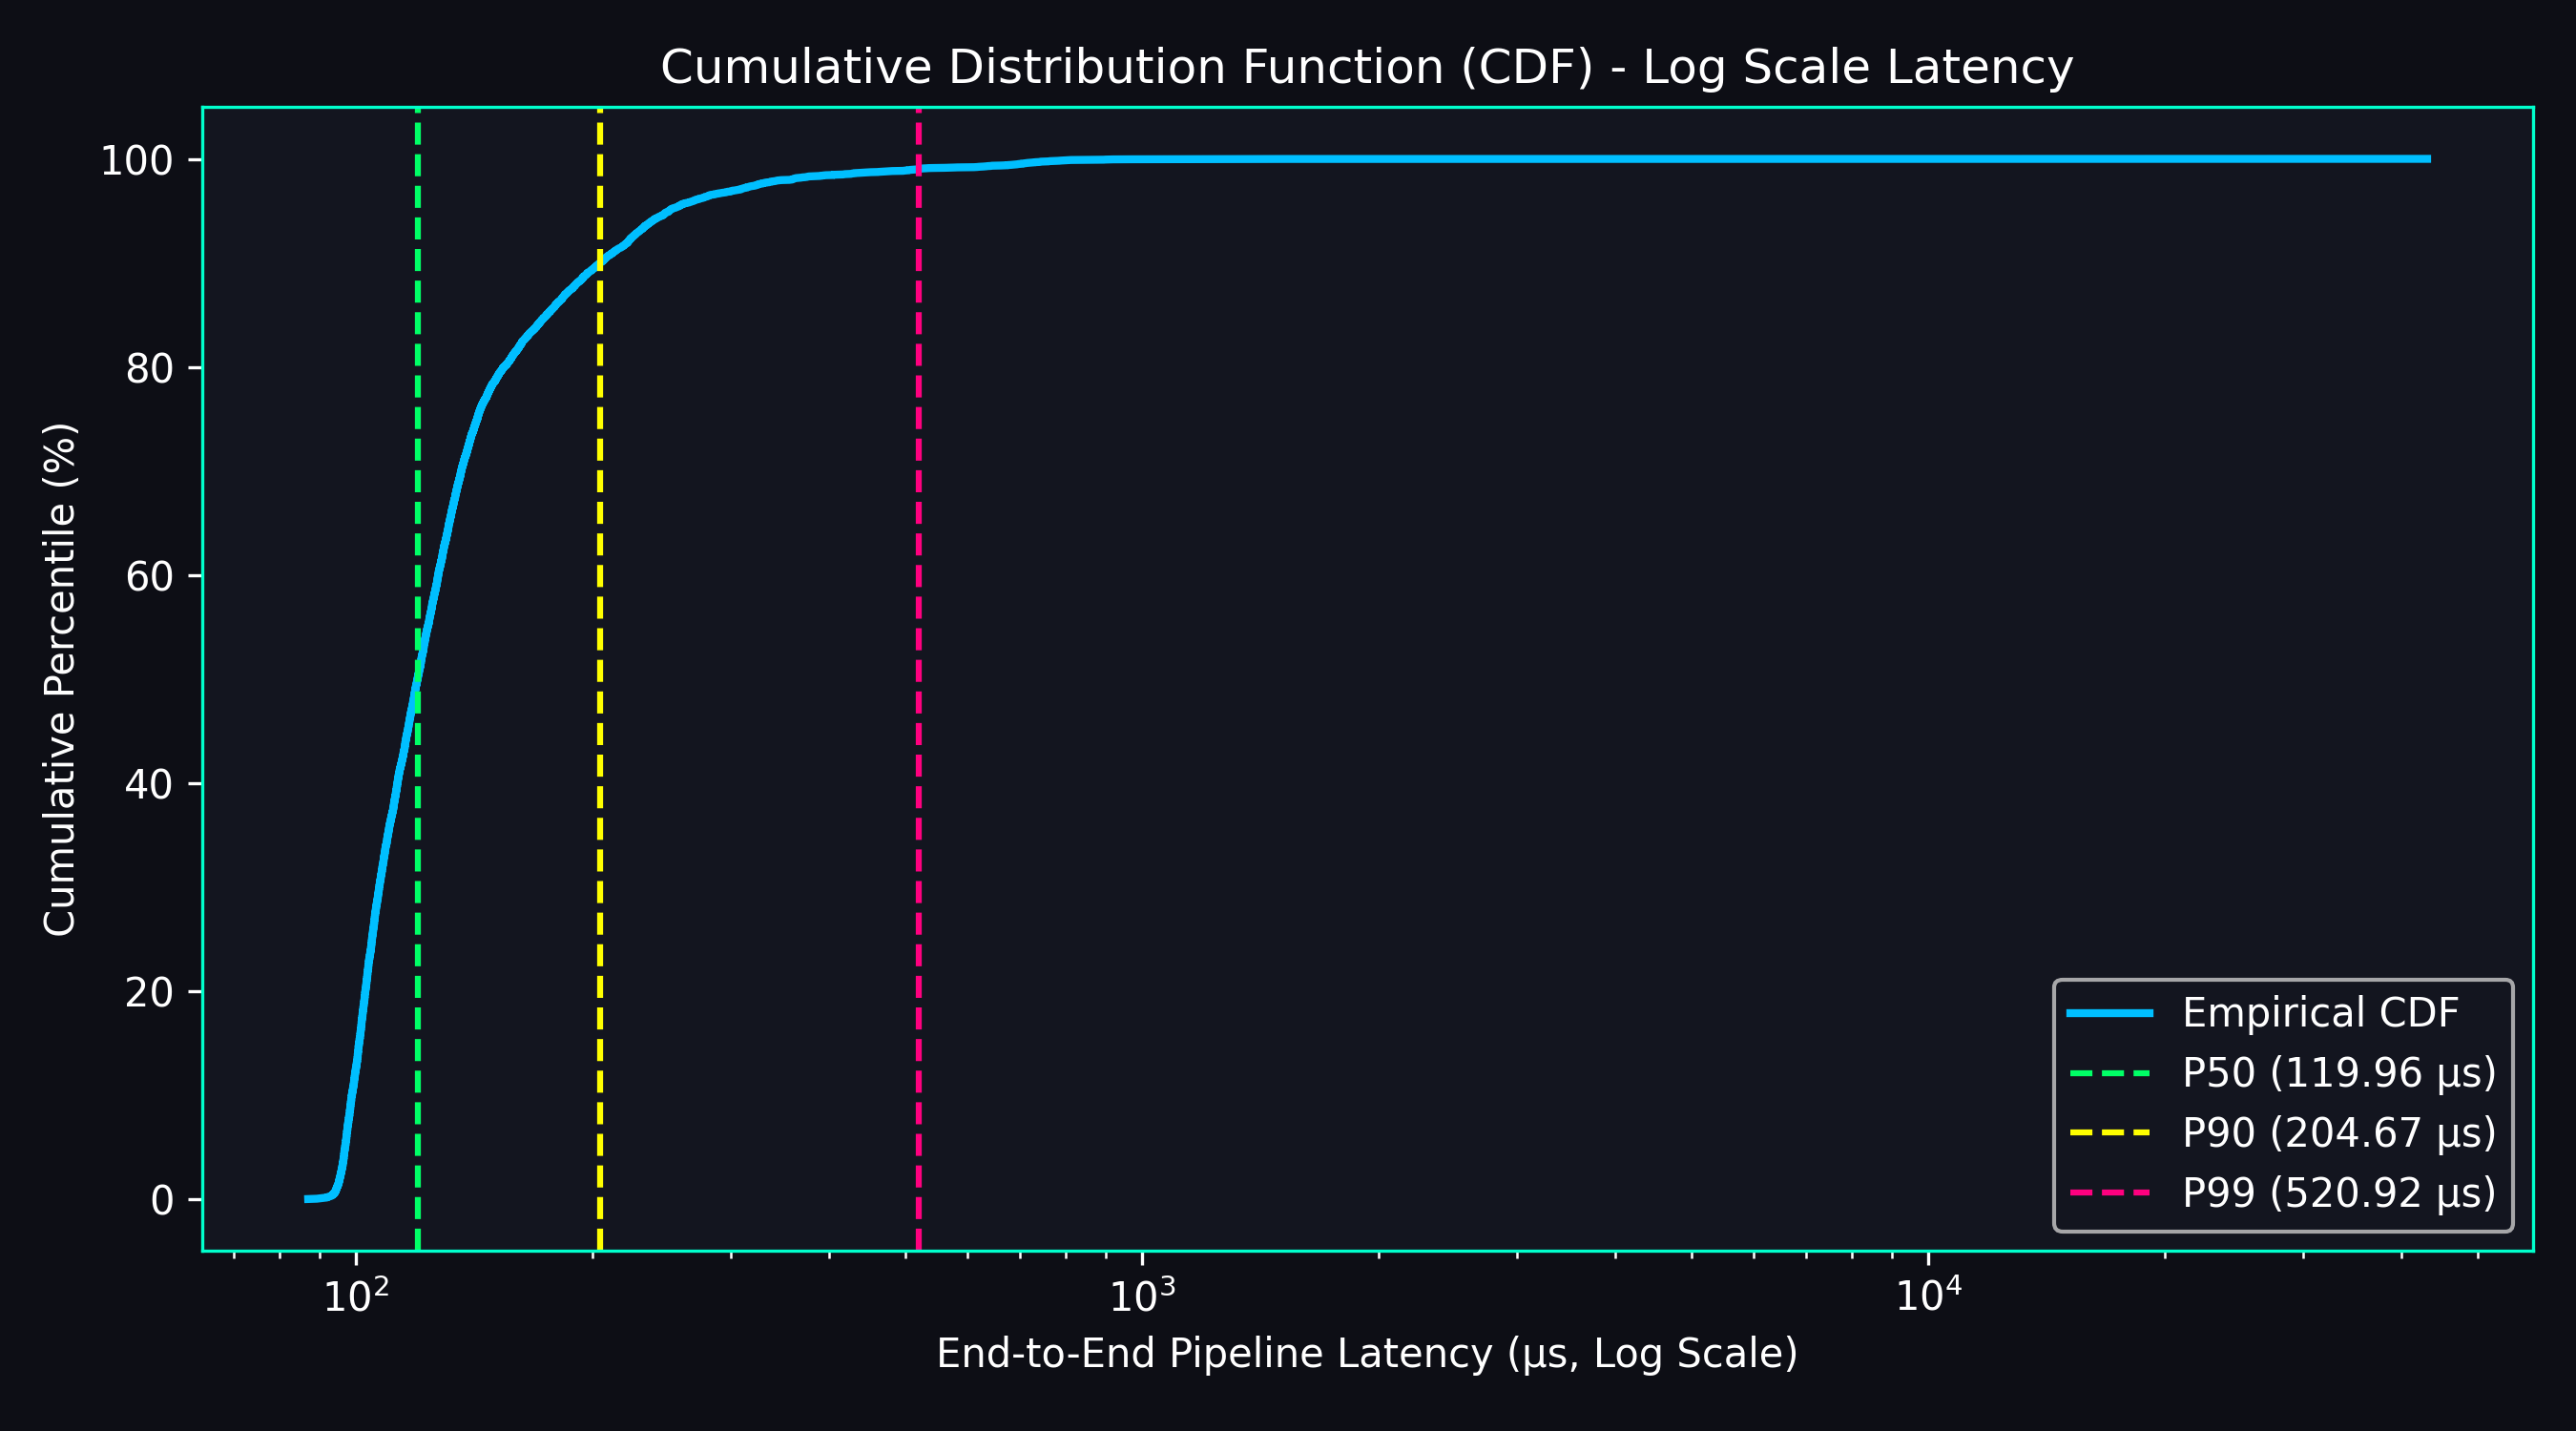 Cumulative Distribution Function (CDF) - Log Scale Latency
Cumulative Percentile (%)
100
80
60
40
20
0
10²
10³
10⁴
End-to-End Pipeline Latency (µs, Log Scale)
Empirical CDF
P50 (119.96 µs)
P90 (204.67 µs)
P99 (520.92 µs)